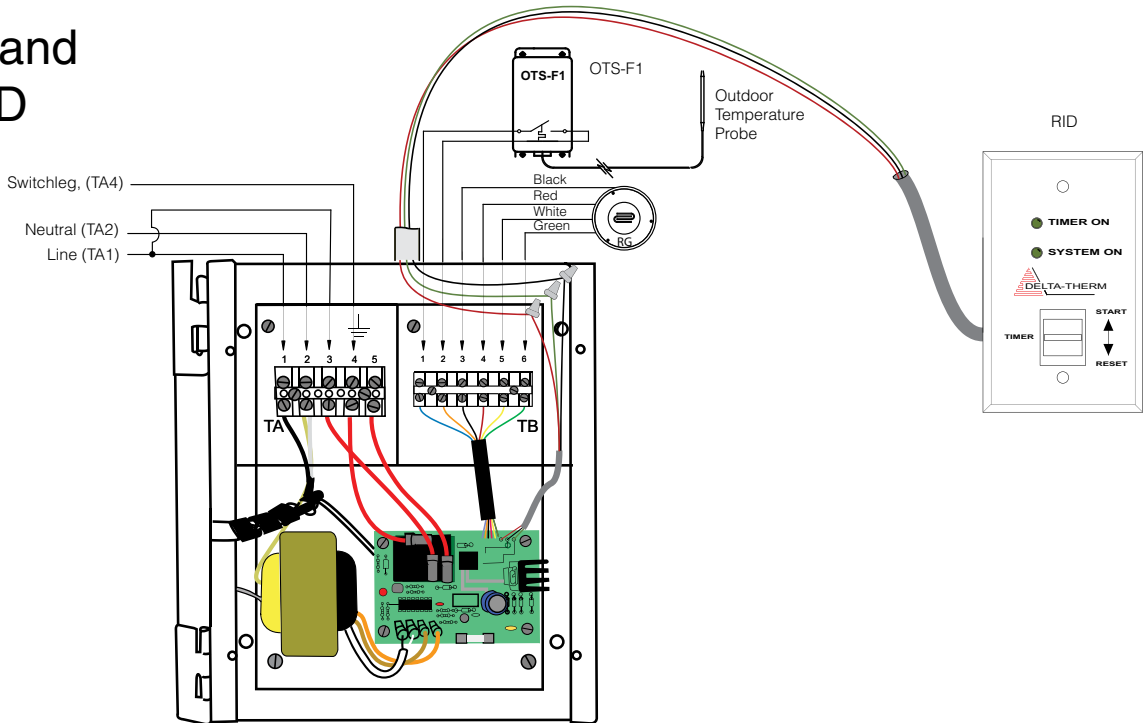 and
D
OTS-F1
OTS-F1
Outdoor
Temperature
Probe
RID
Switchleg, (TA4)
Neutral (TA2)
Line (TA1)
Black
Red
White
Green
RG
TIMER ON
SYSTEM ON
DELTA-THERM
START
TIMER
RESET
1 2 3 4 5
1 2 3 4 5 6
TA
TB